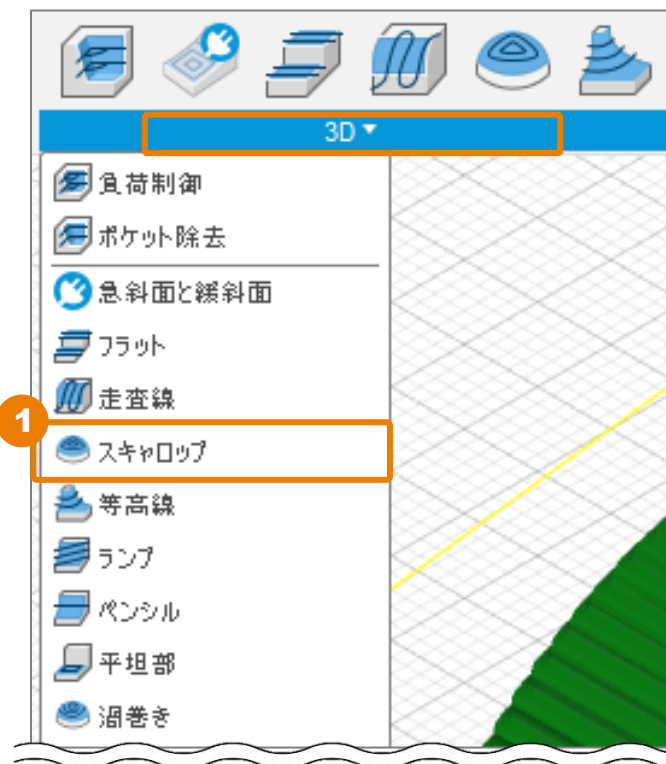 3D
負荷制御
ポケット除去
急斜面と緩斜面
フラット
走査線
1
スキャロップ
等高線
ランプ
ペンシル
平坦部
渦巻き